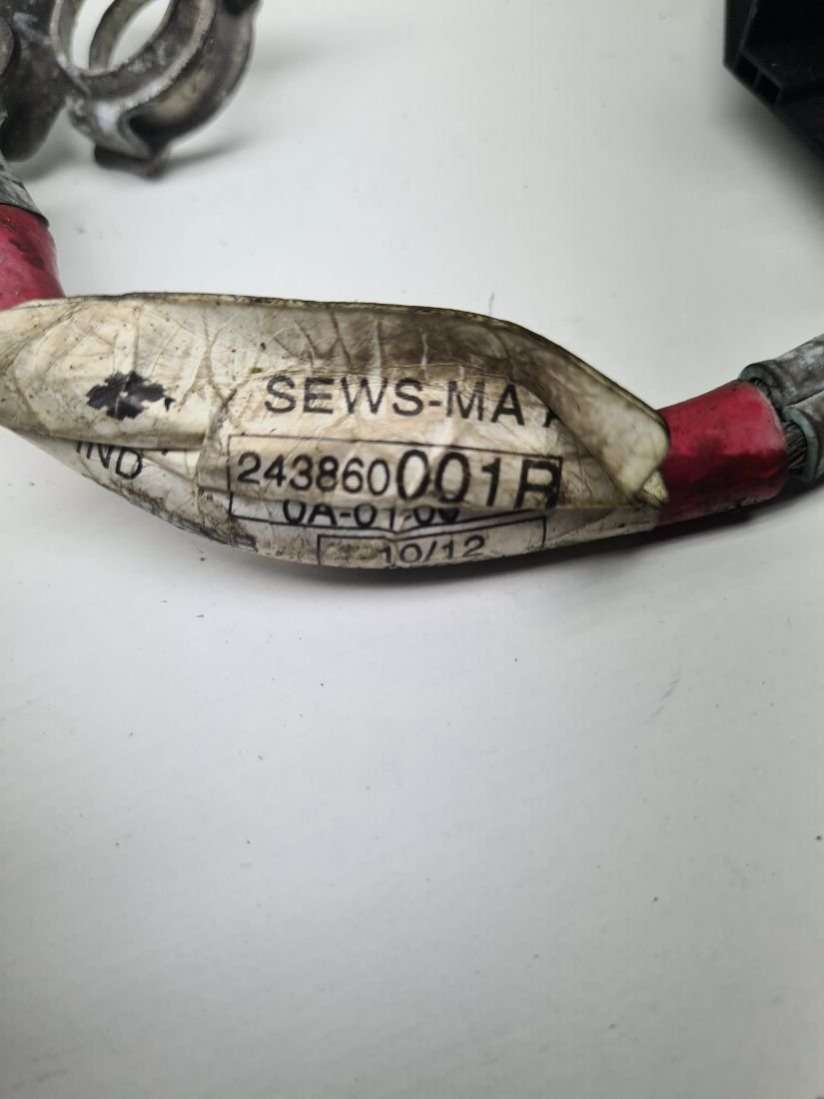 SEWS-MA
IND
243860001R
0A-01-00
10/12